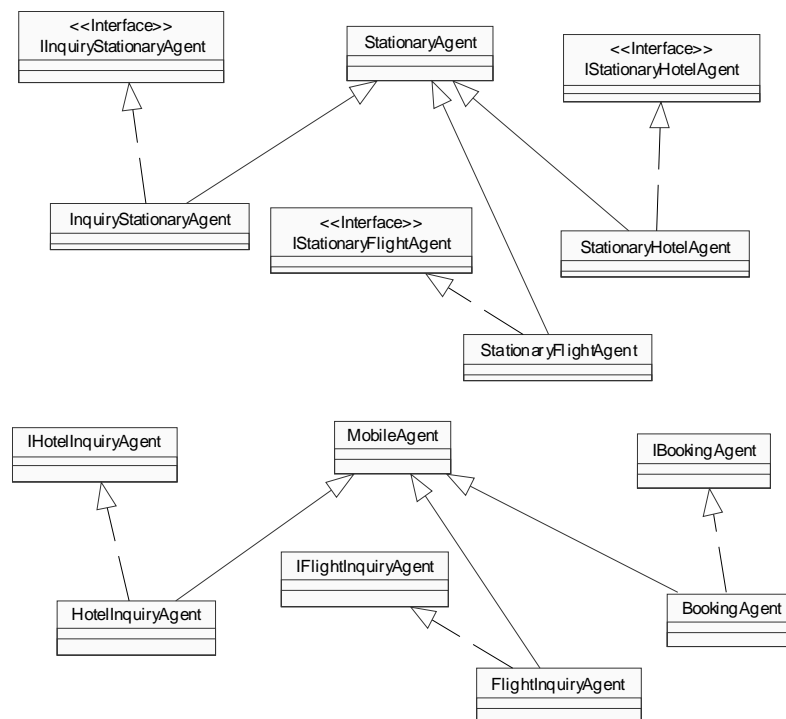 <<Interface>>
IInquiryStationaryAgent
StationaryAgent
<<Interface>>
IStationaryHotelAgent
InquiryStationaryAgent
<<Interface>>
IStationaryFlightAgent
StationaryHotelAgent
StationaryFlightAgent
IHotelInquiryAgent
MobileAgent
IBookingAgent
IFlightInquiryAgent
HotelInquiryAgent
BookingAgent
FlightInquiryAgent